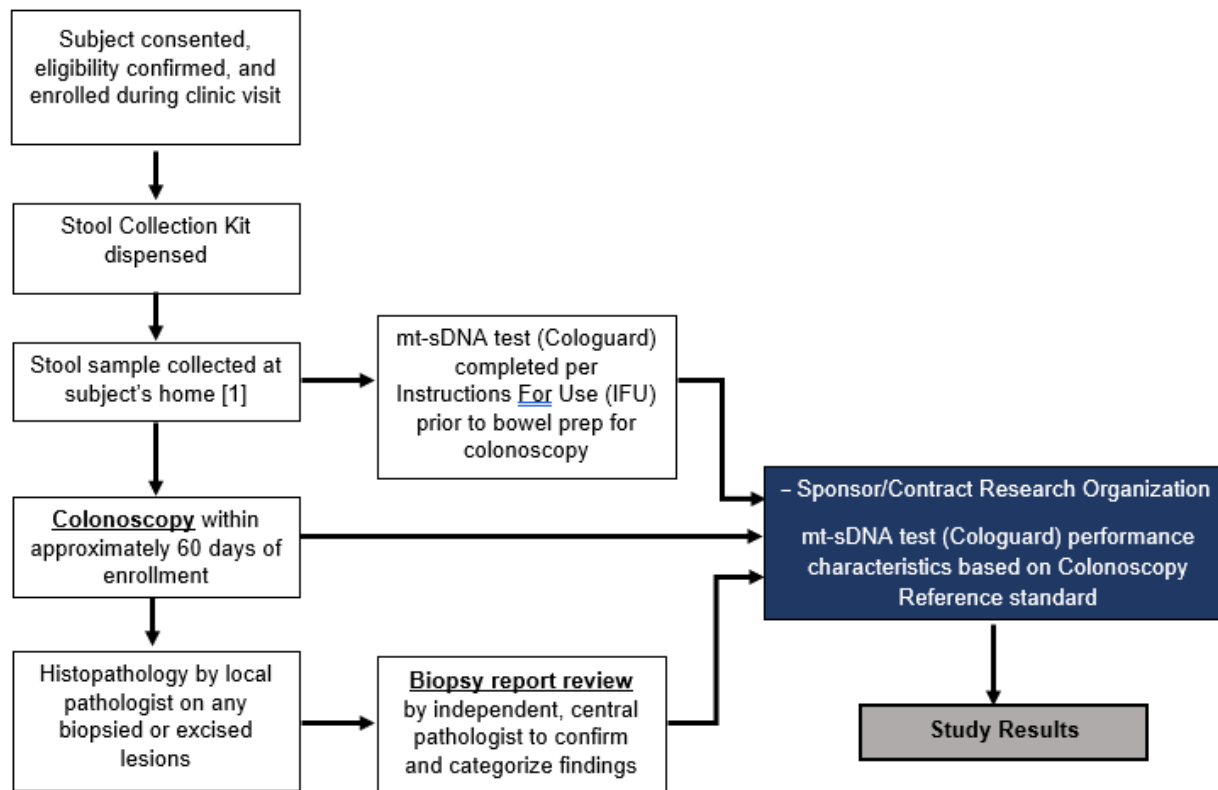 Subject consented,
eligibility confirmed, and
enrolled during clinic visit
Stool Collection Kit
dispensed
Stool sample collected at
subject's home [1]
mt-sDNA test (Cologuard)
completed per
Instructions For Use (IFU)
prior to bowel prep for
colonoscopy
Colonoscopy within
approximately 60 days of
enrollment
– Sponsor/Contract Research Organization
mt-sDNA test (Cologuard) performance
characteristics based on Colonoscopy
Reference standard
Histopathology by local
pathologist on any
biopsied or excised
lesions
Biopsy report review
by independent, central
pathologist to confirm
and categorize findings
Study Results